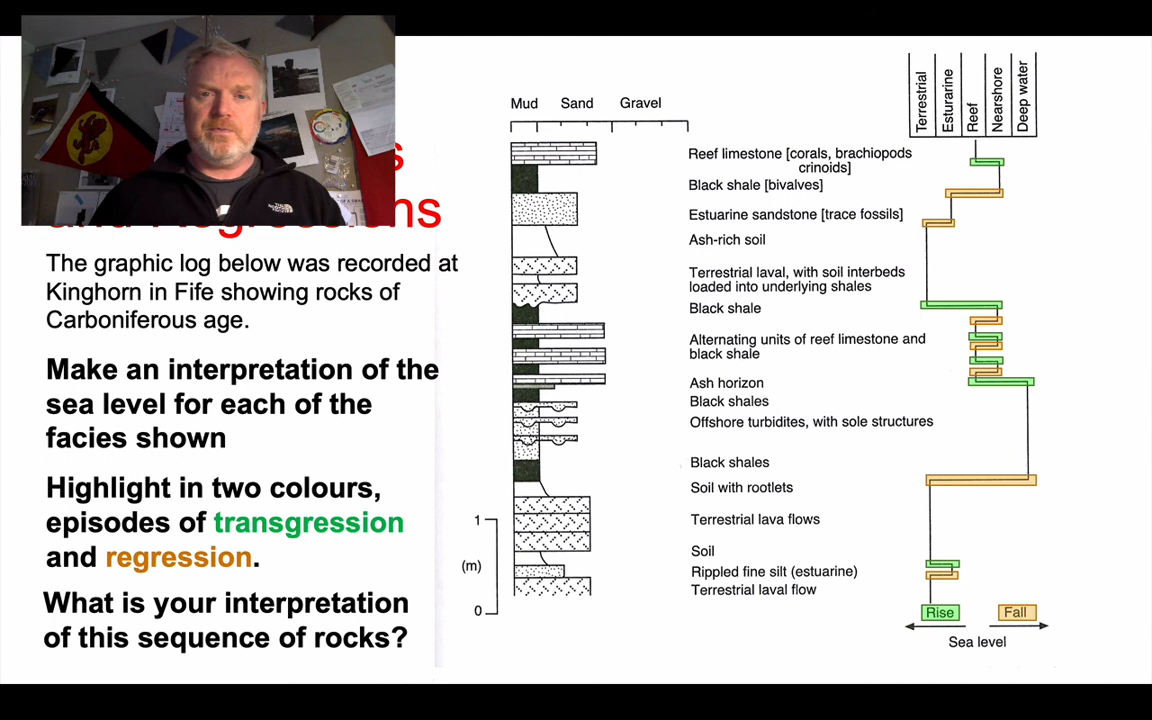 and Regressions
The graphic log below was recorded at
Kinghorn in Fife showing rocks of
Carboniferous age.
Make an interpretation of the
sea level for each of the
facies shown
Highlight in two colours,
episodes of transgression
and regression.
What is your interpretation
of this sequence of rocks?
Mud Sand Gravel
1
(m)
0
Reef limestone [corals, brachiopods
crinoids]
Black shale [bivalves]
Estuarine sandstone [trace fossils]
Ash-rich soil
Terrestrial laval, with soil interbeds
loaded into underlying shales
Black shale
Alternating units of reef limestone and
black shale
Ash horizon
Black shales
Offshore turbidites, with sole structures
Black shales
Soil with rootlets
Terrestrial lava flows
Soil
Rippled fine silt (estuarine)
Terrestrial laval flow
Terrestrial
Esturarine
Reef
Nearshore
Deep water
Rise Fall
Sea level